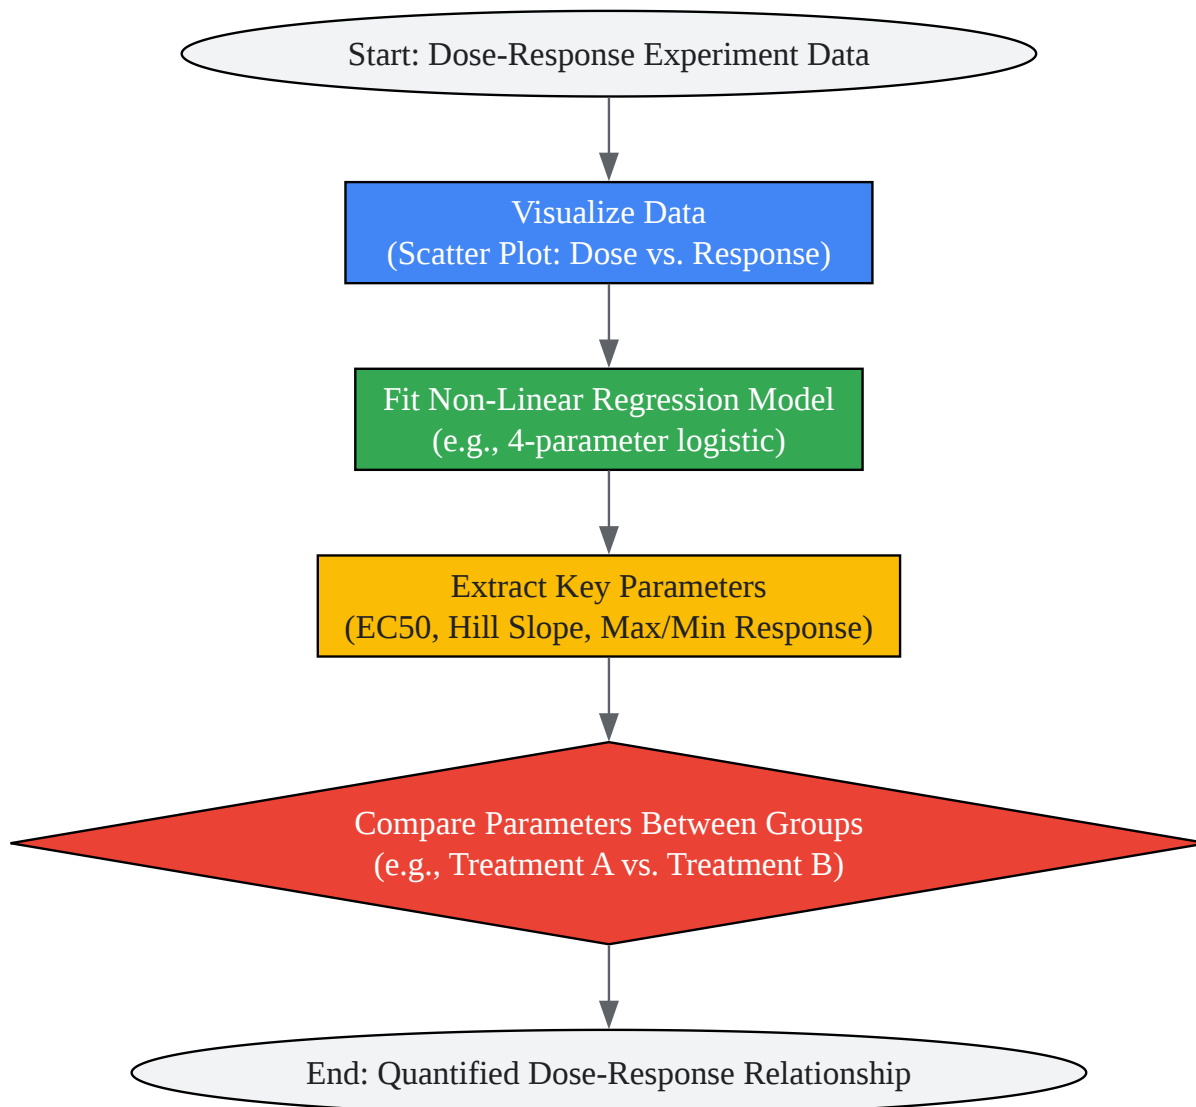 Start: Dose-Response Experiment Data
Visualize Data
(Scatter Plot: Dose vs. Response)
Fit Non-Linear Regression Model
(e.g., 4-parameter logistic)
Extract Key Parameters
(EC50, Hill Slope, Max/Min Response)
Compare Parameters Between Groups
(e.g., Treatment A vs. Treatment B)
End: Quantified Dose-Response Relationship